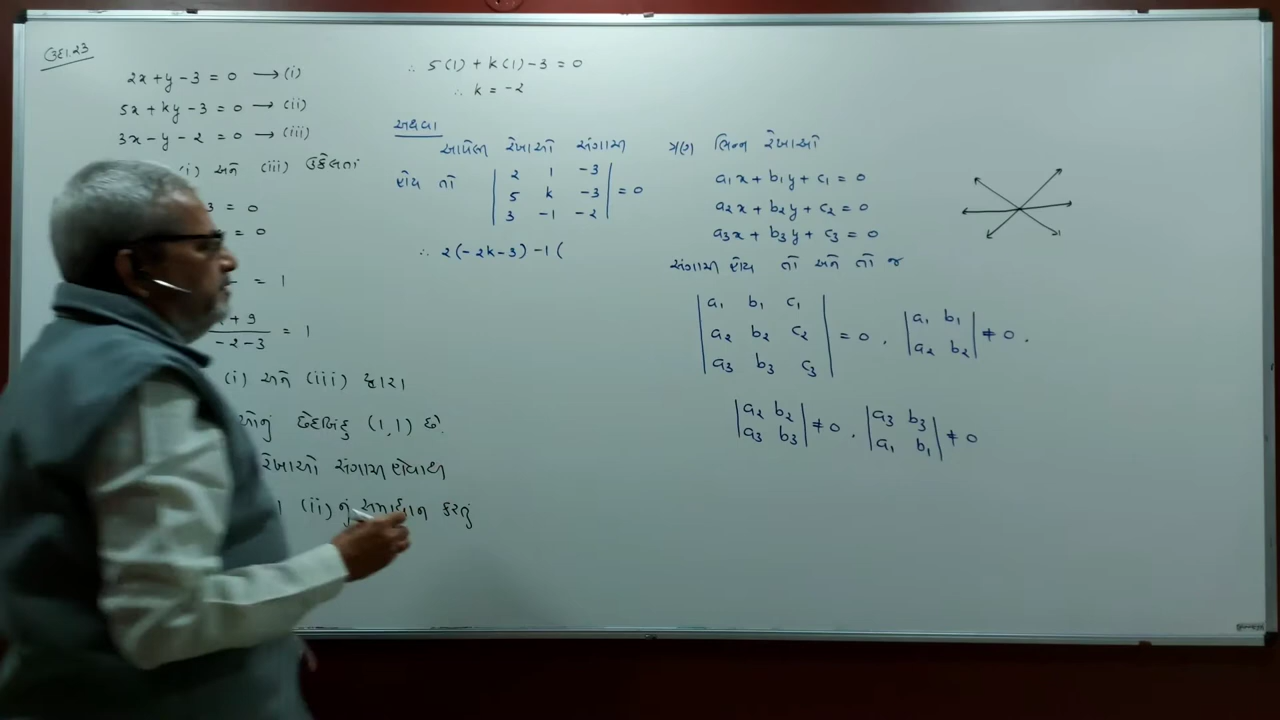 ઉદા.23
2x + y - 3 = 0 → (i)
5x + ky - 3 = 0 → (ii)
3x - y - 2 = 0 → (iii)
(i) અને (iii) ઉકેલતાં
3 = 0
= 0
= 1
+ 9
= 1
-2-3
(i) અને (iii) દ્વારા
છેદબિંદુ (1,1) છે.
રેખાઓ સંગામી હોવાથી
(ii) નું સમાધાન કરતું
∴ 5(1) + k(1) - 3 = 0
∴ k = -2
અથવા
આપેલી રેખાઓ સંગામી
હોય તો | 2 1 -3 |
| 5 k -3 | = 0
| 3 -1 -2 |
∴ 2(-2k-3) -1(
ત્રણ ભિન્ન રેખાઓ
a₁x + b₁y + c₁ = 0
a₂x + b₂y + c₂ = 0
a₃x + b₃y + c₃ = 0
સંગામી હોય તો અને તો જ
| a₁ b₁ c₁ |
| a₂ b₂ c₂ | = 0 ,
| a₃ b₃ c₃ |
| a₁ b₁ |
| a₂ b₂ | ≠ 0 .
| a₂ b₂ |
| a₃ b₃ | ≠ 0 ,
| a₃ b₃ |
| a₁ b₁ | ≠ 0